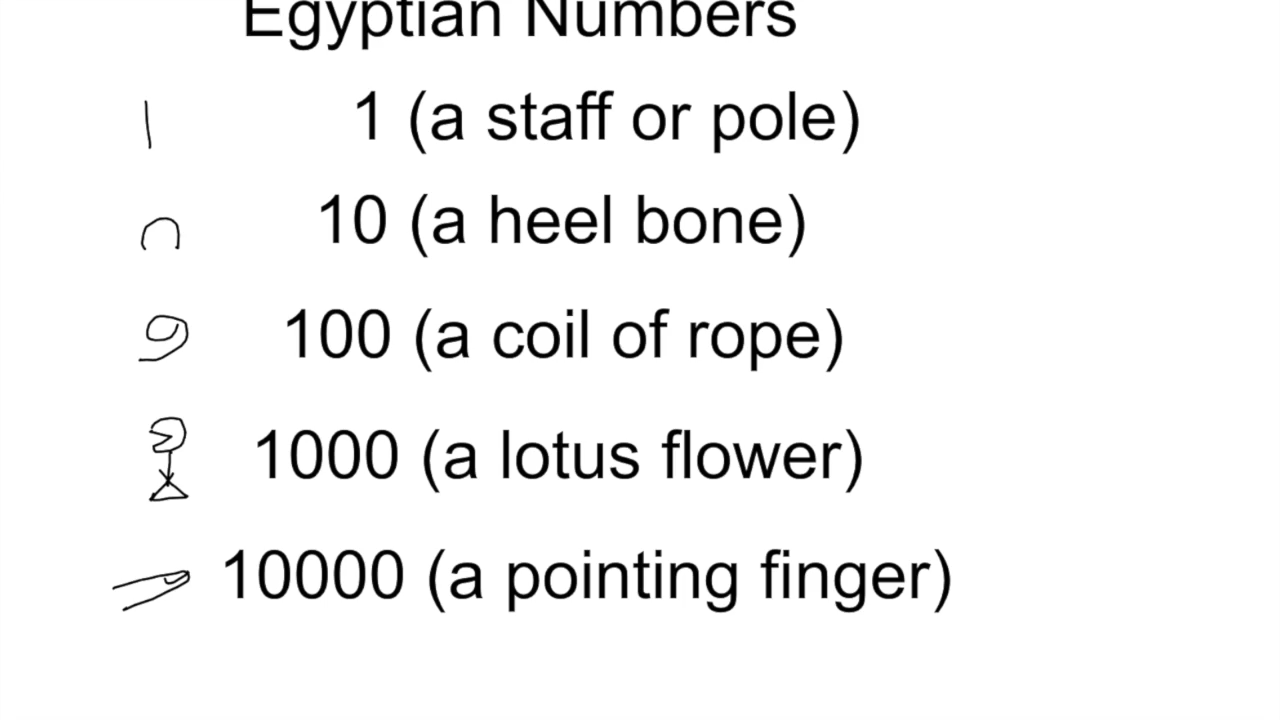 Egyptian Numbers
1 (a staff or pole)
10 (a heel bone)
100 (a coil of rope)
1000 (a lotus flower)
10000 (a pointing finger)